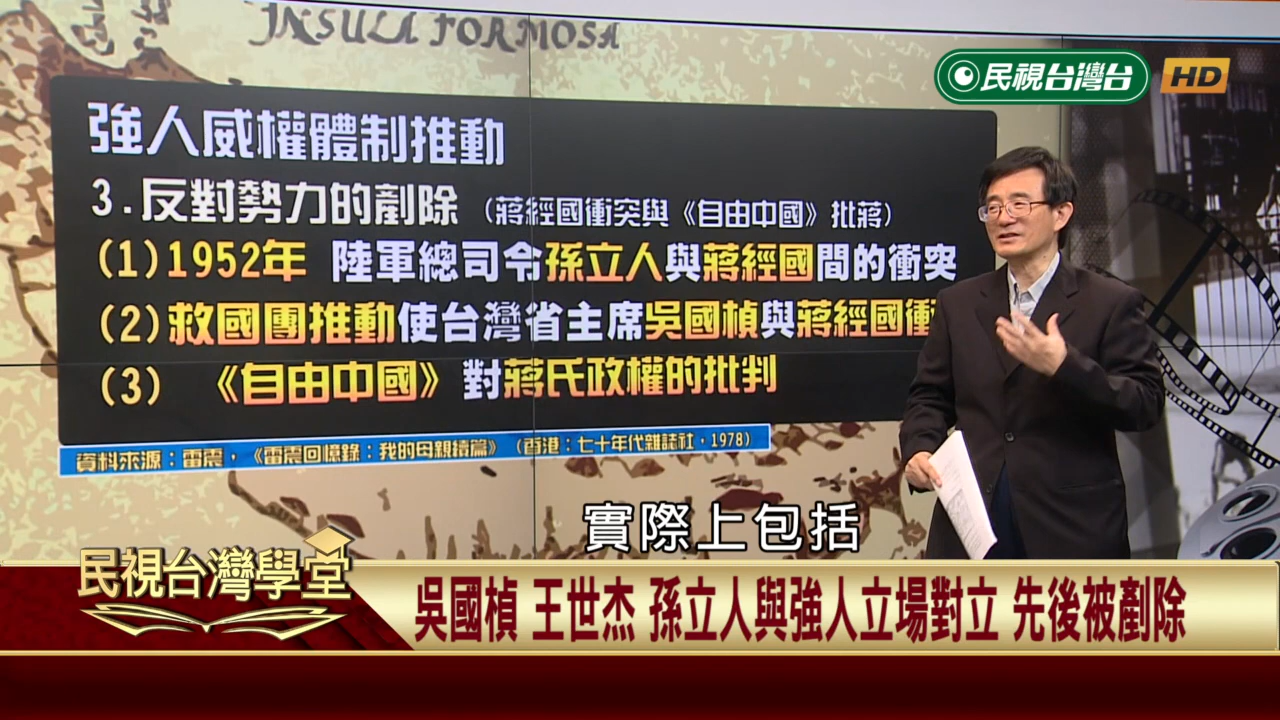 INSULA FORMOSA
民視台灣台 HD
強人威權體制推動
3.反對勢力的剷除（蔣經國衝突與《自由中國》批蔣）
(1)1952年 陸軍總司令孫立人與蔣經國間的衝突
(2)救國團推動使台灣省主席吳國楨與蔣經國衝
(3) 《自由中國》對蔣氏政權的批判
資料來源：雷震，《雷震回憶錄：我的母親續篇》（香港：七十年代雜誌社，1978）
實際上包括
民視台灣學堂
吳國楨 王世杰 孫立人與強人立場對立 先後被剷除